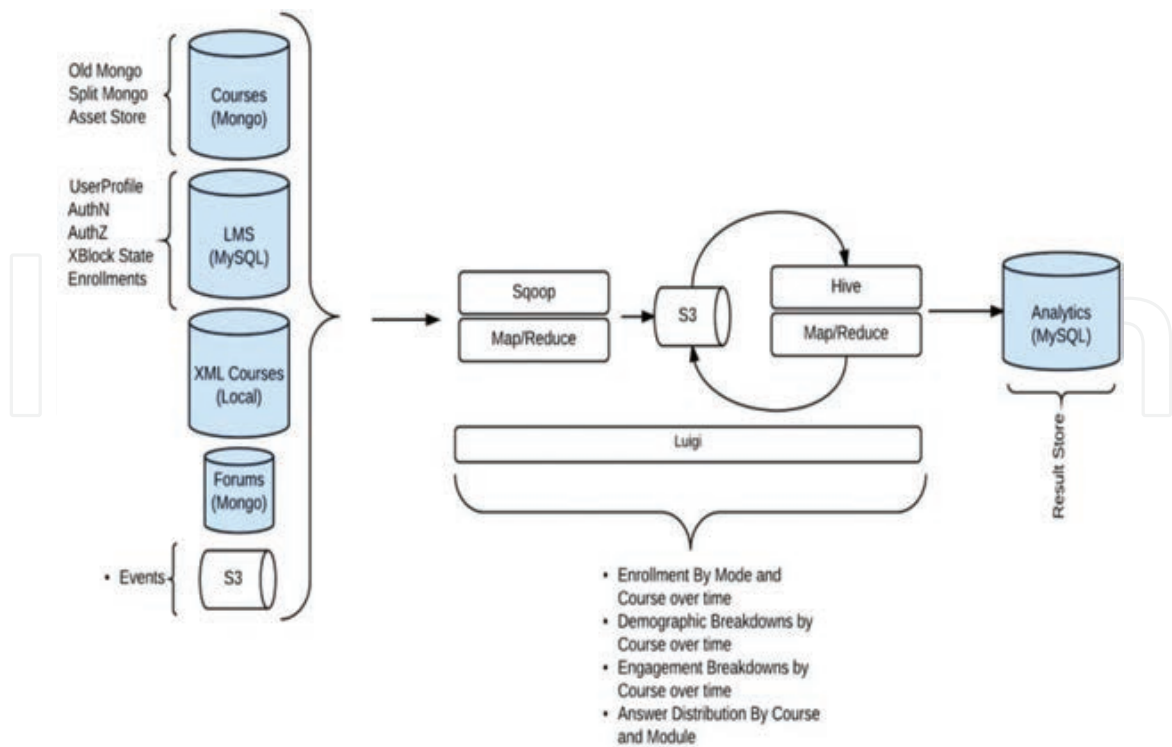 Old Mongo
Split Mongo
Asset Store
Courses
(Mongo)
UserProfile
AuthN
AuthZ
XBlock State
Enrollments
LMS
(MySQL)
XML Courses
(Local)
Forums
(Mongo)
• Events
S3
Sqoop
Map/Reduce
S3
Hive
Map/Reduce
Analytics
(MySQL)
Result Store
Luigi
• Enrollment By Mode and
Course over time
• Demographic Breakdowns by
Course over time
• Engagement Breakdowns by
Course over time
• Answer Distribution By Course
and Module